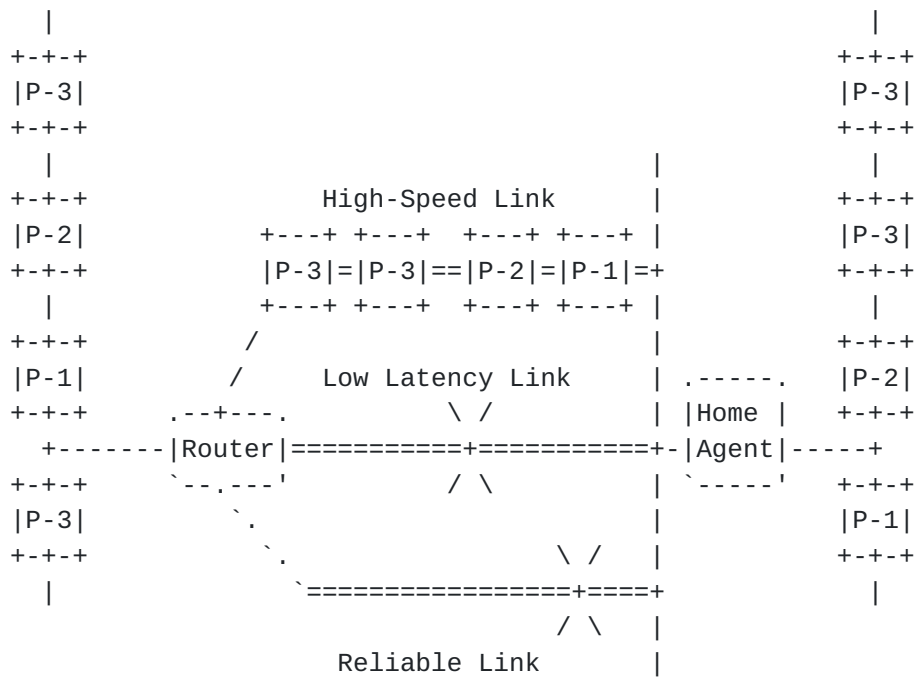 |                                                      |
+-+-+                                                  +-+-+
|P-3|                                                  |P-3|
+-+-+                                                  +-+-+
  |                                        |              |
+-+-+                High-Speed Link       |           +-+-+
|P-2|            +---+ +---+  +---+ +---+ |           |P-3|
+-+-+            |P-3|=|P-3|==|P-2|=|P-1|=+           +-+-+
  |              +---+ +---+  +---+ +---+ |             |
+-+-+           /                          |           +-+-+
|P-1|          /     Low Latency Link     | .-----.   |P-2|
+-+-+      .--+---.          \ /          | |Home |   +-+-+
  +-------|Router|===========+===========+-|Agent|-----+
+-+-+      `--.---'          / \          | `-----'   +-+-+
|P-3|          `.                         |           |P-1|
+-+-+            `.                 \ /   |           +-+-+
  |                `=================+====+             |
                                    / \   |
                      Reliable Link       |